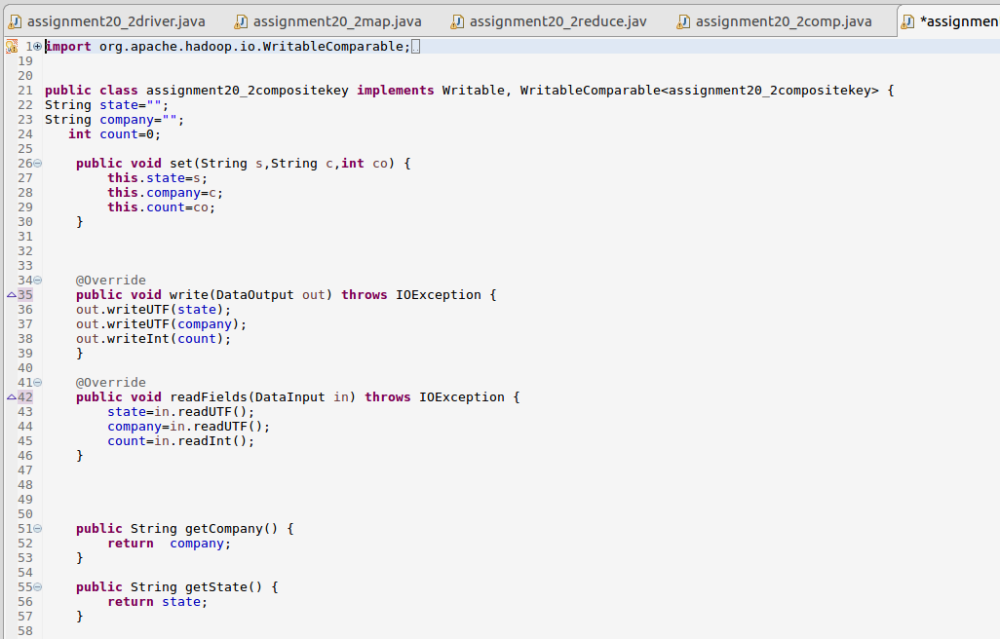 assignment20_2driver.java assignment20_2map.java assignment20_2reduce.jav assignment20_2comp.java *assignmen
1 import org.apache.hadoop.io.WritableComparable;
19
20
21 public class assignment20_2compositekey implements Writable, WritableComparable<assignment20_2compositekey> {
22 String state="";
23 String company="";
24 int count=0;
25
26 public void set(String s,String c,int co) {
27 this.state=s;
28 this.company=c;
29 this.count=co;
30 }
31
32
33
34 @Override
35 public void write(DataOutput out) throws IOException {
36 out.writeUTF(state);
37 out.writeUTF(company);
38 out.writeInt(count);
39 }
40
41 @Override
42 public void readFields(DataInput in) throws IOException {
43 state=in.readUTF();
44 company=in.readUTF();
45 count=in.readInt();
46 }
47
48
49
50
51 public String getCompany() {
52 return company;
53 }
54
55 public String getState() {
56 return state;
57 }
58